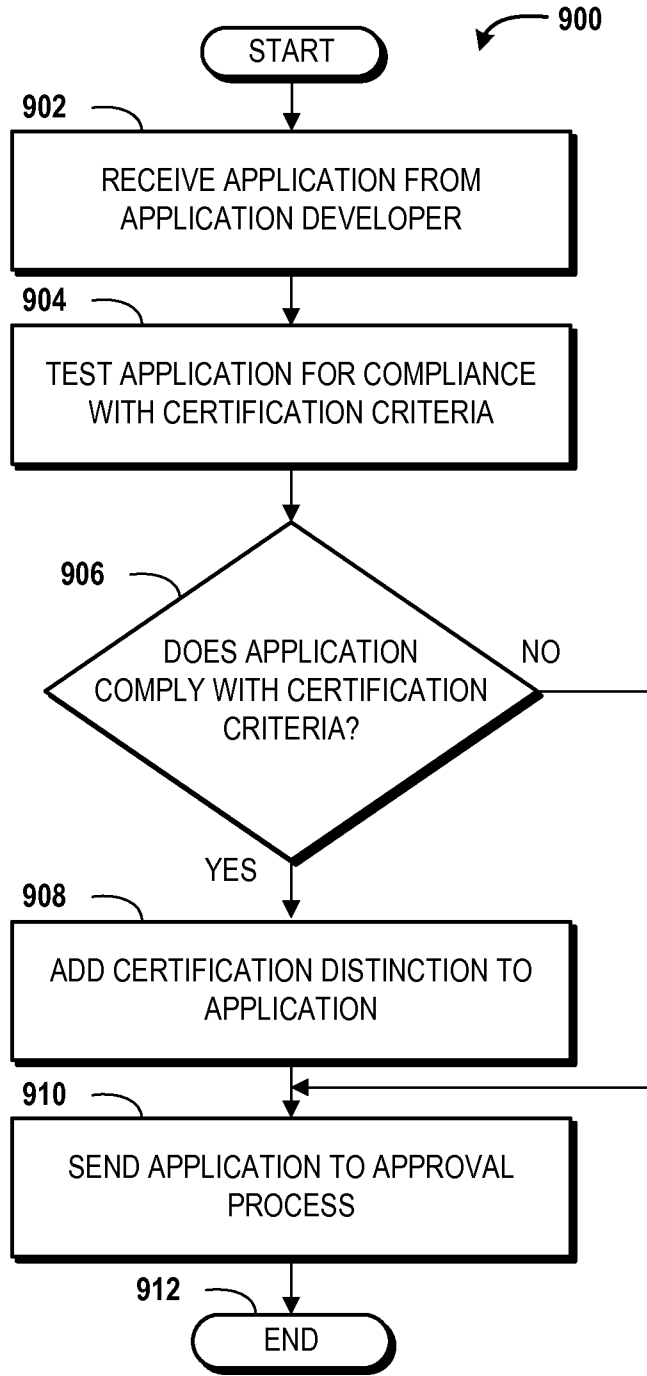 900
START
902
RECEIVE APPLICATION FROM
APPLICATION DEVELOPER
904
TEST APPLICATION FOR COMPLIANCE
WITH CERTIFICATION CRITERIA
906
DOES APPLICATION
COMPLY WITH CERTIFICATION
CRITERIA?
NO
YES
908
ADD CERTIFICATION DISTINCTION TO
APPLICATION
910
SEND APPLICATION TO APPROVAL
PROCESS
912
END